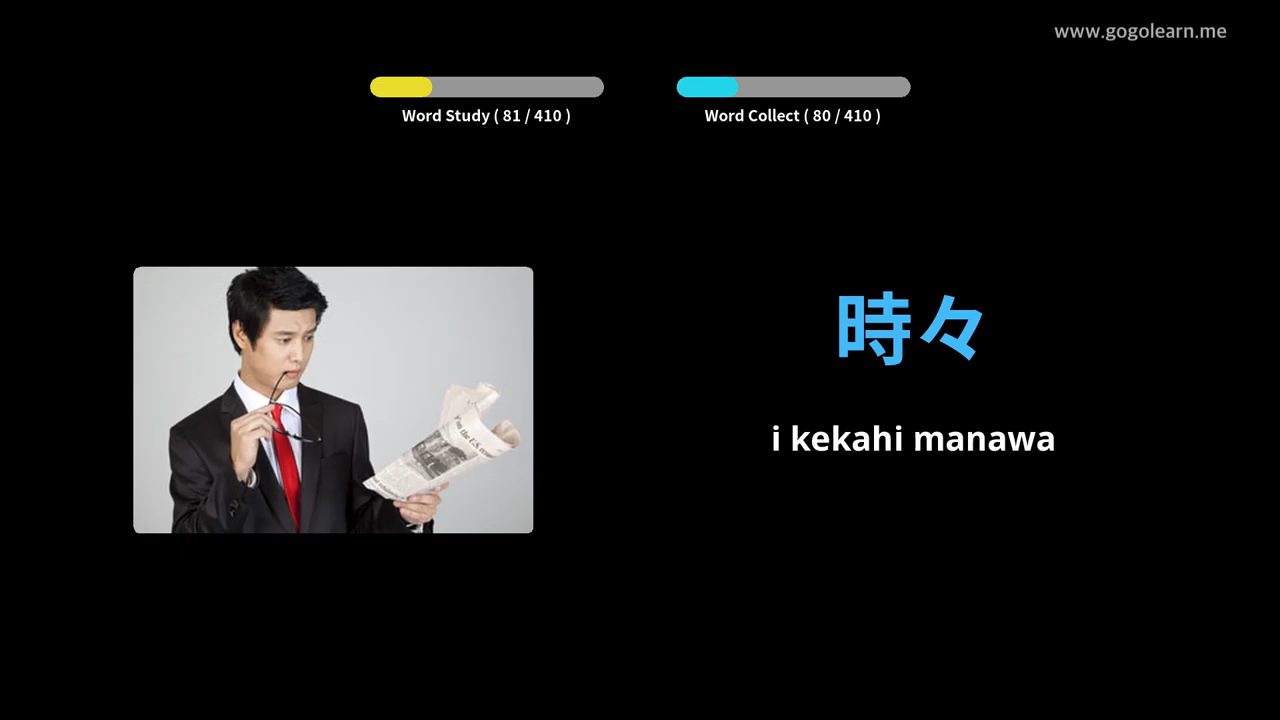 www.gogolearn.me
Word Study ( 81 / 410 )
Word Collect ( 80 / 410 )
時々
i kekahi manawa